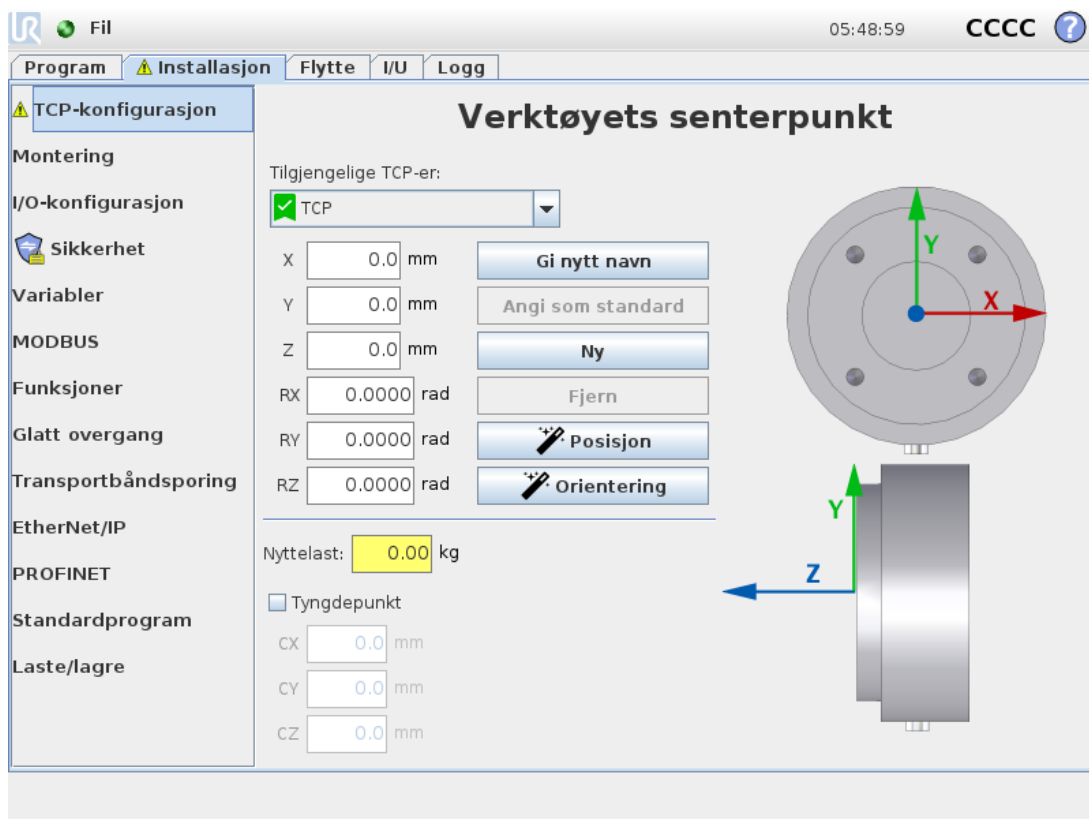 UR Fil 05:48:59 CCCC ?
Program Installasjon Flytte I/U Logg
TCP-konfigurasjon
Montering
I/O-konfigurasjon
Sikkerhet
Variabler
MODBUS
Funksjoner
Glatt overgang
Transportbåndsporing
EtherNet/IP
PROFINET
Standardprogram
Laste/lagre
Verktøyets senterpunkt
Tilgjengelige TCP-er:
TCP
X 0.0 mm Gi nytt navn
Y 0.0 mm Angi som standard
Z 0.0 mm Ny
RX 0.0000 rad Fjern
RY 0.0000 rad Posisjon
RZ 0.0000 rad Orientering
Nyttelast: 0.00 kg
Tyngdepunkt
CX 0.0 mm
CY 0.0 mm
CZ 0.0 mm
Y
X
Y
Z